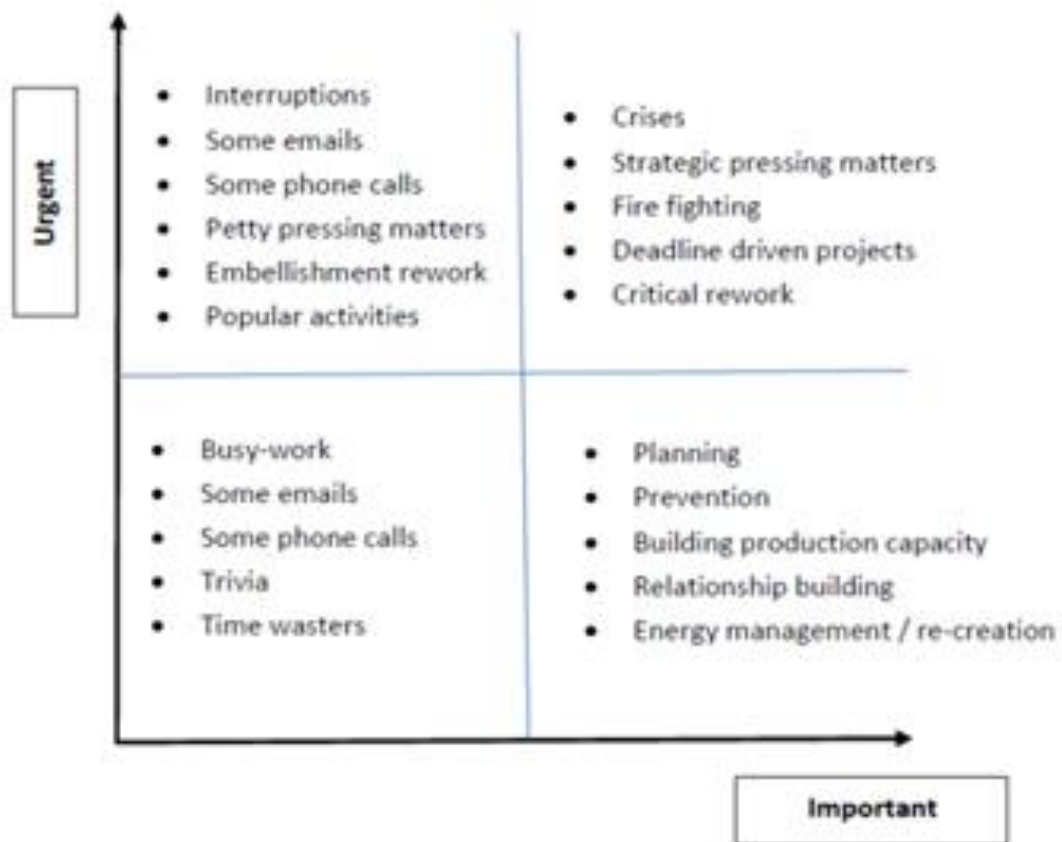 Urgent
• Interruptions
• Some emails
• Some phone calls
• Petty pressing matters
• Embellishment rework
• Popular activities
• Crises
• Strategic pressing matters
• Fire fighting
• Deadline driven projects
• Critical rework
• Busy-work
• Some emails
• Some phone calls
• Trivia
• Time wasters
• Planning
• Prevention
• Building production capacity
• Relationship building
• Energy management / re-creation
Important